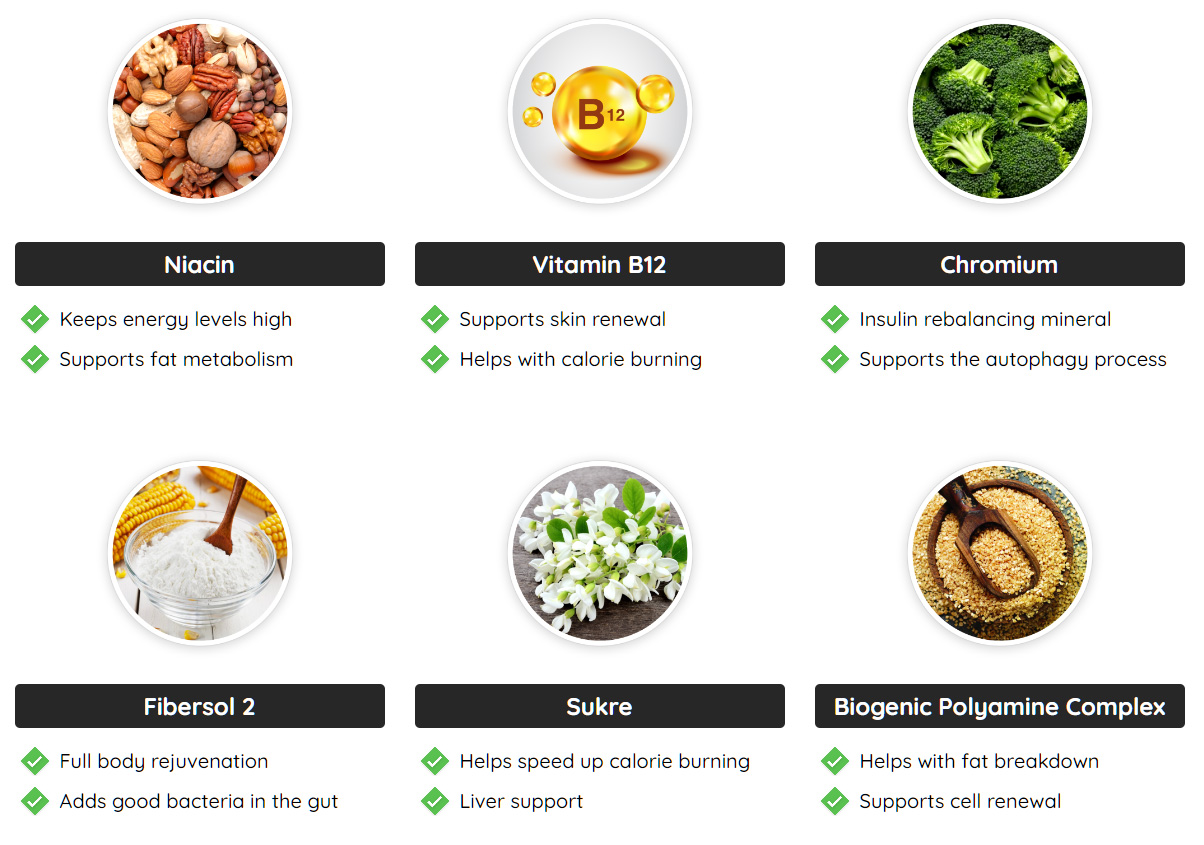 B12
Niacin
Keeps energy levels high
Supports fat metabolism
Vitamin B12
Supports skin renewal
Helps with calorie burning
Chromium
Insulin rebalancing mineral
Supports the autophagy process
Fibersol 2
Full body rejuvenation
Adds good bacteria in the gut
Sukre
Helps speed up calorie burning
Liver support
Biogenic Polyamine Complex
Helps with fat breakdown
Supports cell renewal